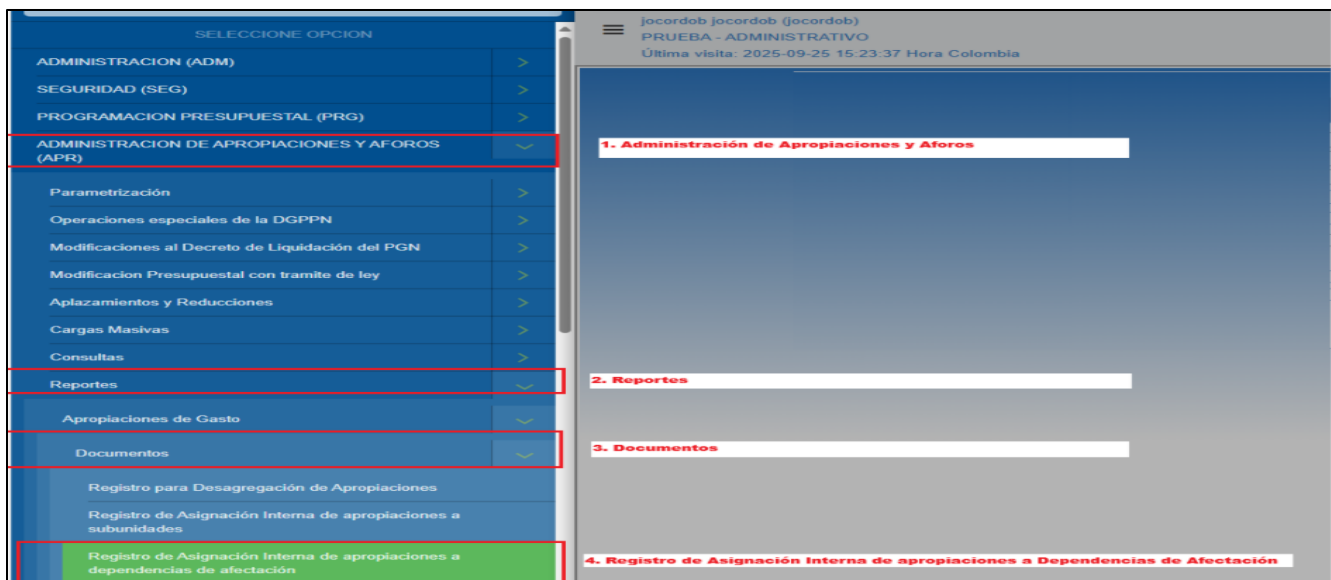 SELECCIONE OPCION
ADMINISTRACION (ADM)
SEGURIDAD (SEG)
PROGRAMACION PRESUPUESTAL (PRG)
ADMINISTRACION DE APROPIACIONES Y AFOROS
(APR)
Parametrización
Operaciones especiales de la DGPPN
Modificaciones al Decreto de Liquidación del PGN
Modificacion Presupuestal con tramite de ley
Aplazamientos y Reducciones
Cargas Masivas
Consultas
Reportes
Apropiaciones de Gasto
Documentos
Registro para Desagregación de Apropiaciones
Registro de Asignación Interna de apropiaciones a
subunidades
Registro de Asignación Interna de apropiaciones a
dependencias de afectación
jocordob jocordob (jocordob)
PRUEBA - ADMINISTRATIVO
Última visita: 2025-09-25 15:23:37 Hora Colombia
1. Administración de Apropiaciones y Aforos
2. Reportes
3. Documentos
4. Registro de Asignación Interna de apropiaciones a Dependencias de Afectación